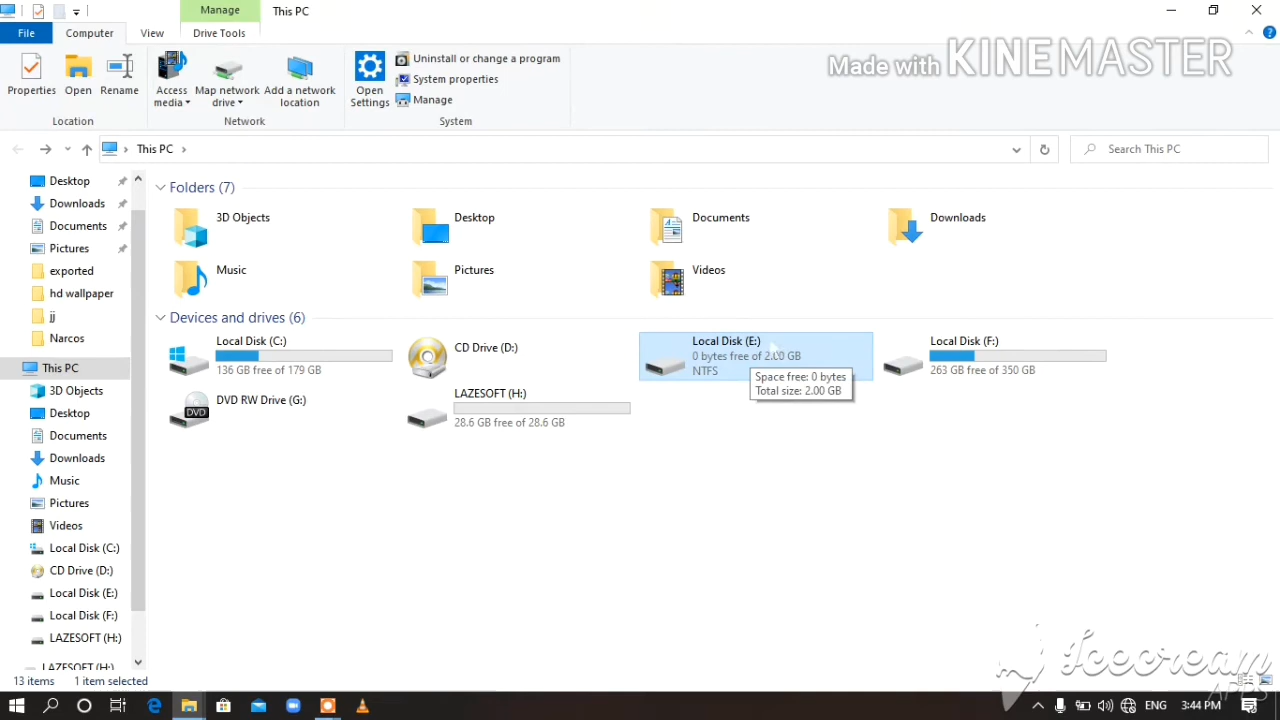 Manage
This PC
File
Computer
View
Drive Tools
Made with KINEMASTER
Properties
Open
Rename
Access media
Map network drive
Add a network location
Open Settings
Uninstall or change a program
System properties
Manage
Location
Network
System
This PC
Search This PC
Desktop
Downloads
Documents
Pictures
exported
hd wallpaper
jj
Narcos
This PC
3D Objects
Desktop
Documents
Downloads
Music
Pictures
Videos
Local Disk (C:)
CD Drive (D:)
Local Disk (E:)
Local Disk (F:)
LAZESOFT (H:)
LAZESOFT (H:)
Folders (7)
3D Objects
Desktop
Documents
Downloads
Music
Pictures
Videos
Devices and drives (6)
Local Disk (C:)
136 GB free of 179 GB
CD Drive (D:)
Local Disk (E:)
0 bytes free of 2.00 GB
NTFS
Space free: 0 bytes
Total size: 2.00 GB
Local Disk (F:)
263 GB free of 350 GB
DVD RW Drive (G:)
DVD
LAZESOFT (H:)
28.6 GB free of 28.6 GB
13 items
1 item selected
Icecream
APPS
ENG
3:44 PM